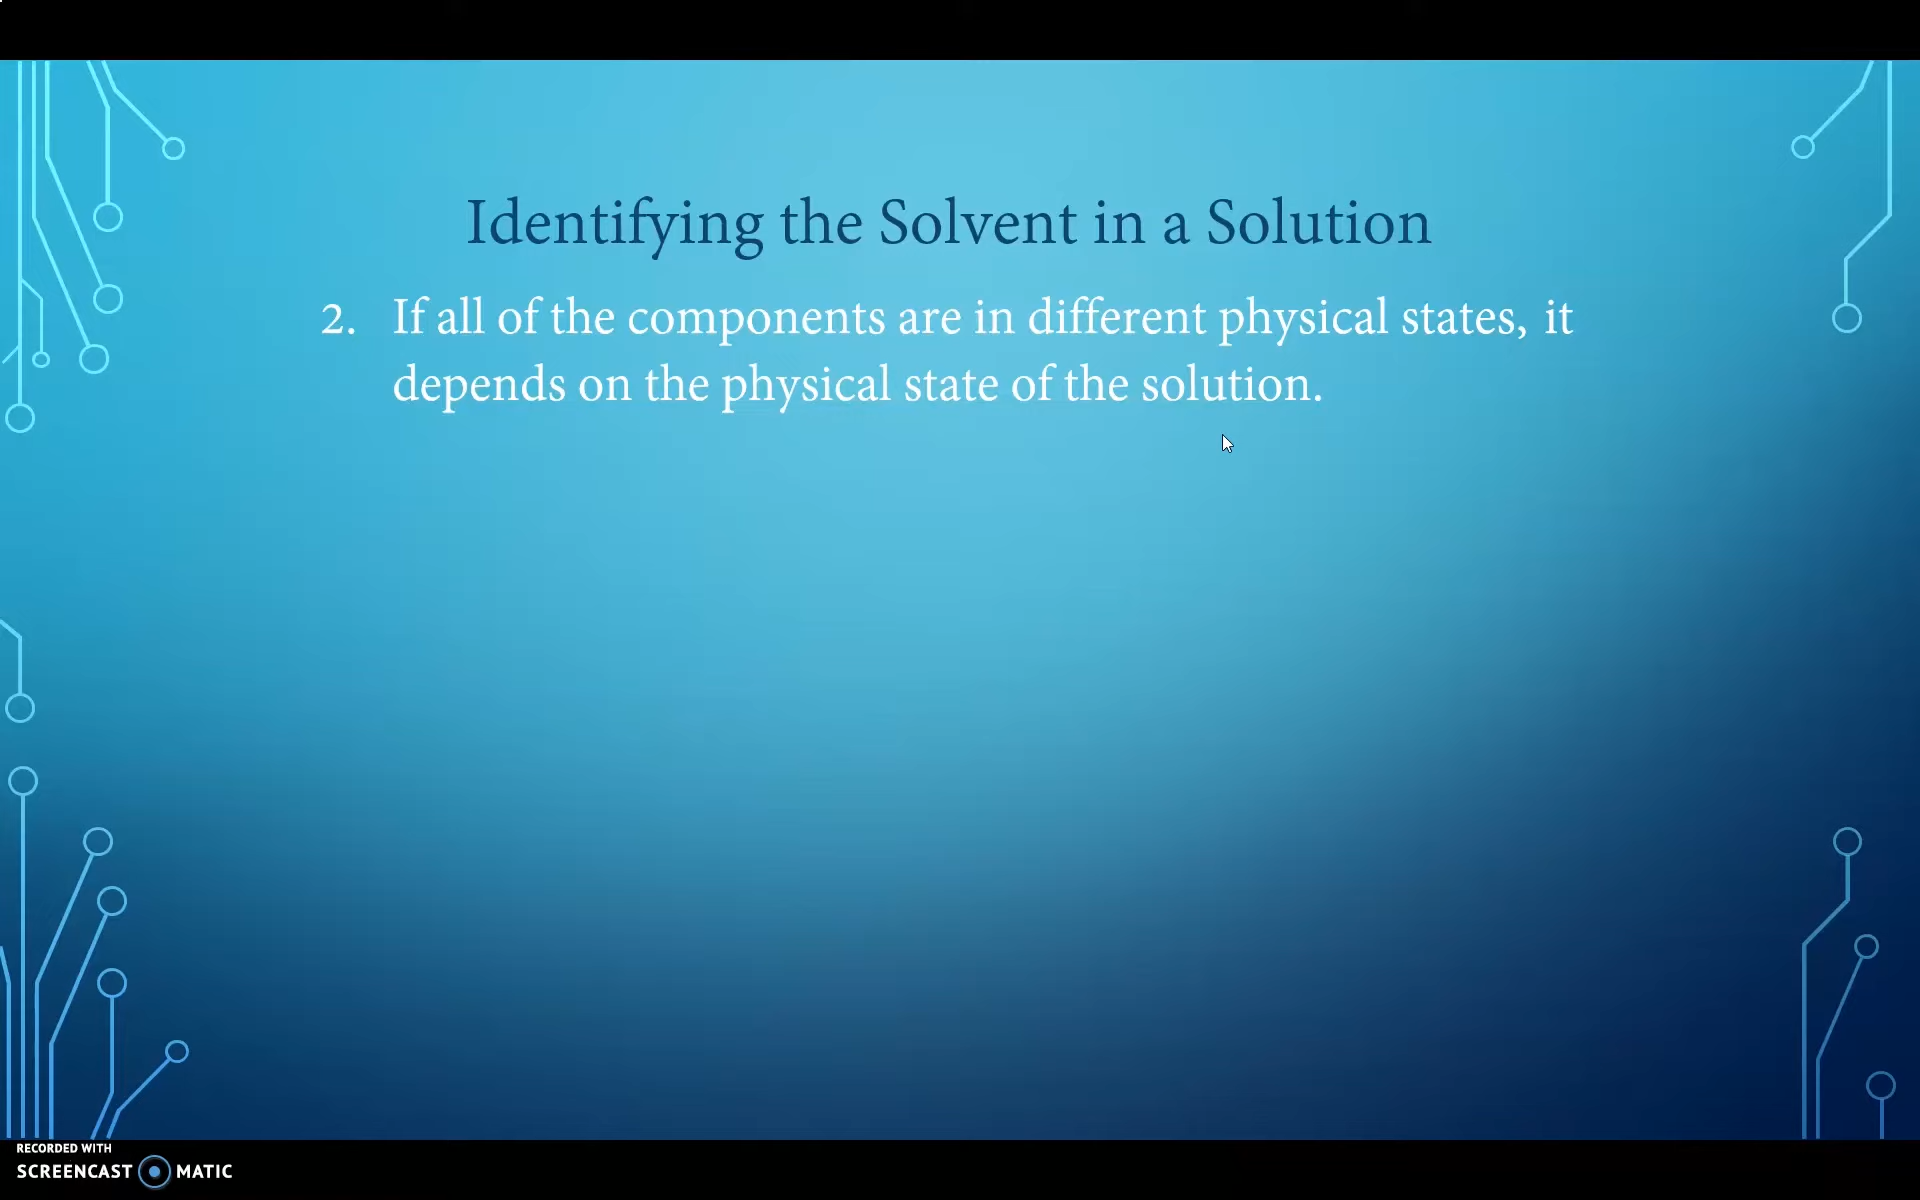 Identifying the Solvent in a Solution
2. If all of the components are in different physical states, it
depends on the physical state of the solution.
RECORDED WITH
SCREENCAST MATIC